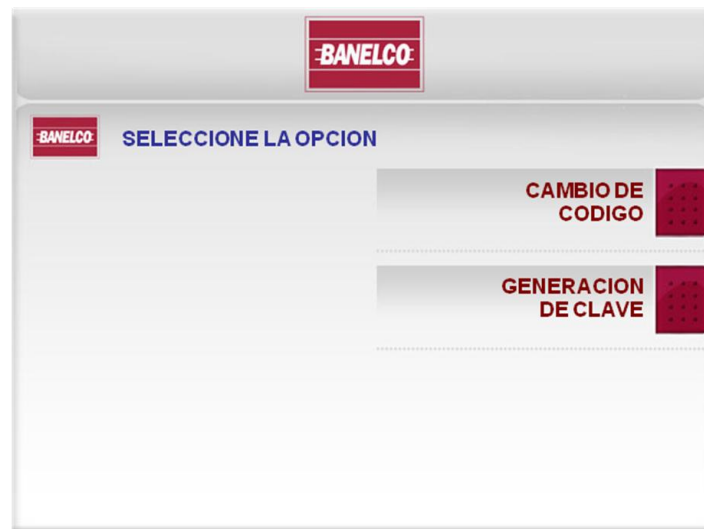 BANELCO
BANELCO
SELECCIONE LA OPCION
CAMBIO DE
CODIGO
GENERACION
DE CLAVE